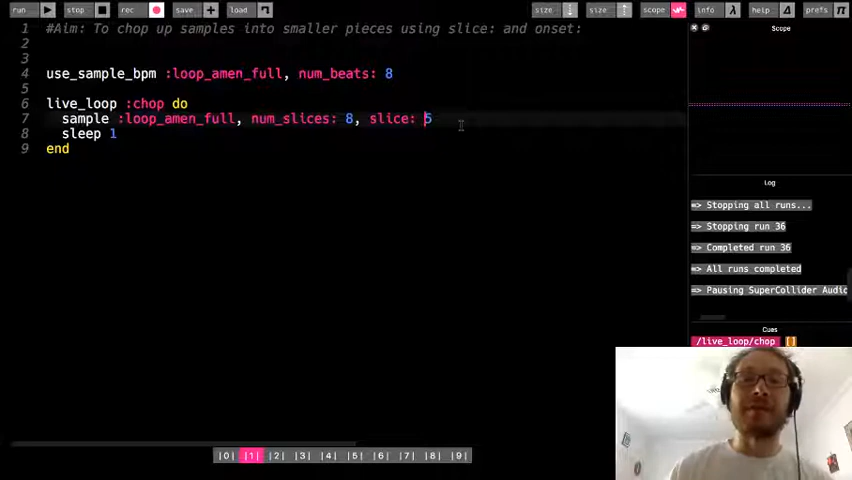 run stop rec save load size size scope info help prefs
1 #Aim: To chop up samples into smaller pieces using slice: and onset:
2
3
4 use_sample_bpm :loop_amen_full, num_beats: 8
5
6 live_loop :chop do
7 sample :loop_amen_full, num_slices: 8, slice: 5
8 sleep 1
9 end
Scope
Log
=> Stopping all runs...
=> Stopping run 36
=> Completed run 36
=> All runs completed
=> Pausing SuperCollider Audio
Cues
/live_loop/chop []
|0| |1| |2| |3| |4| |5| |6| |7| |8| |9|